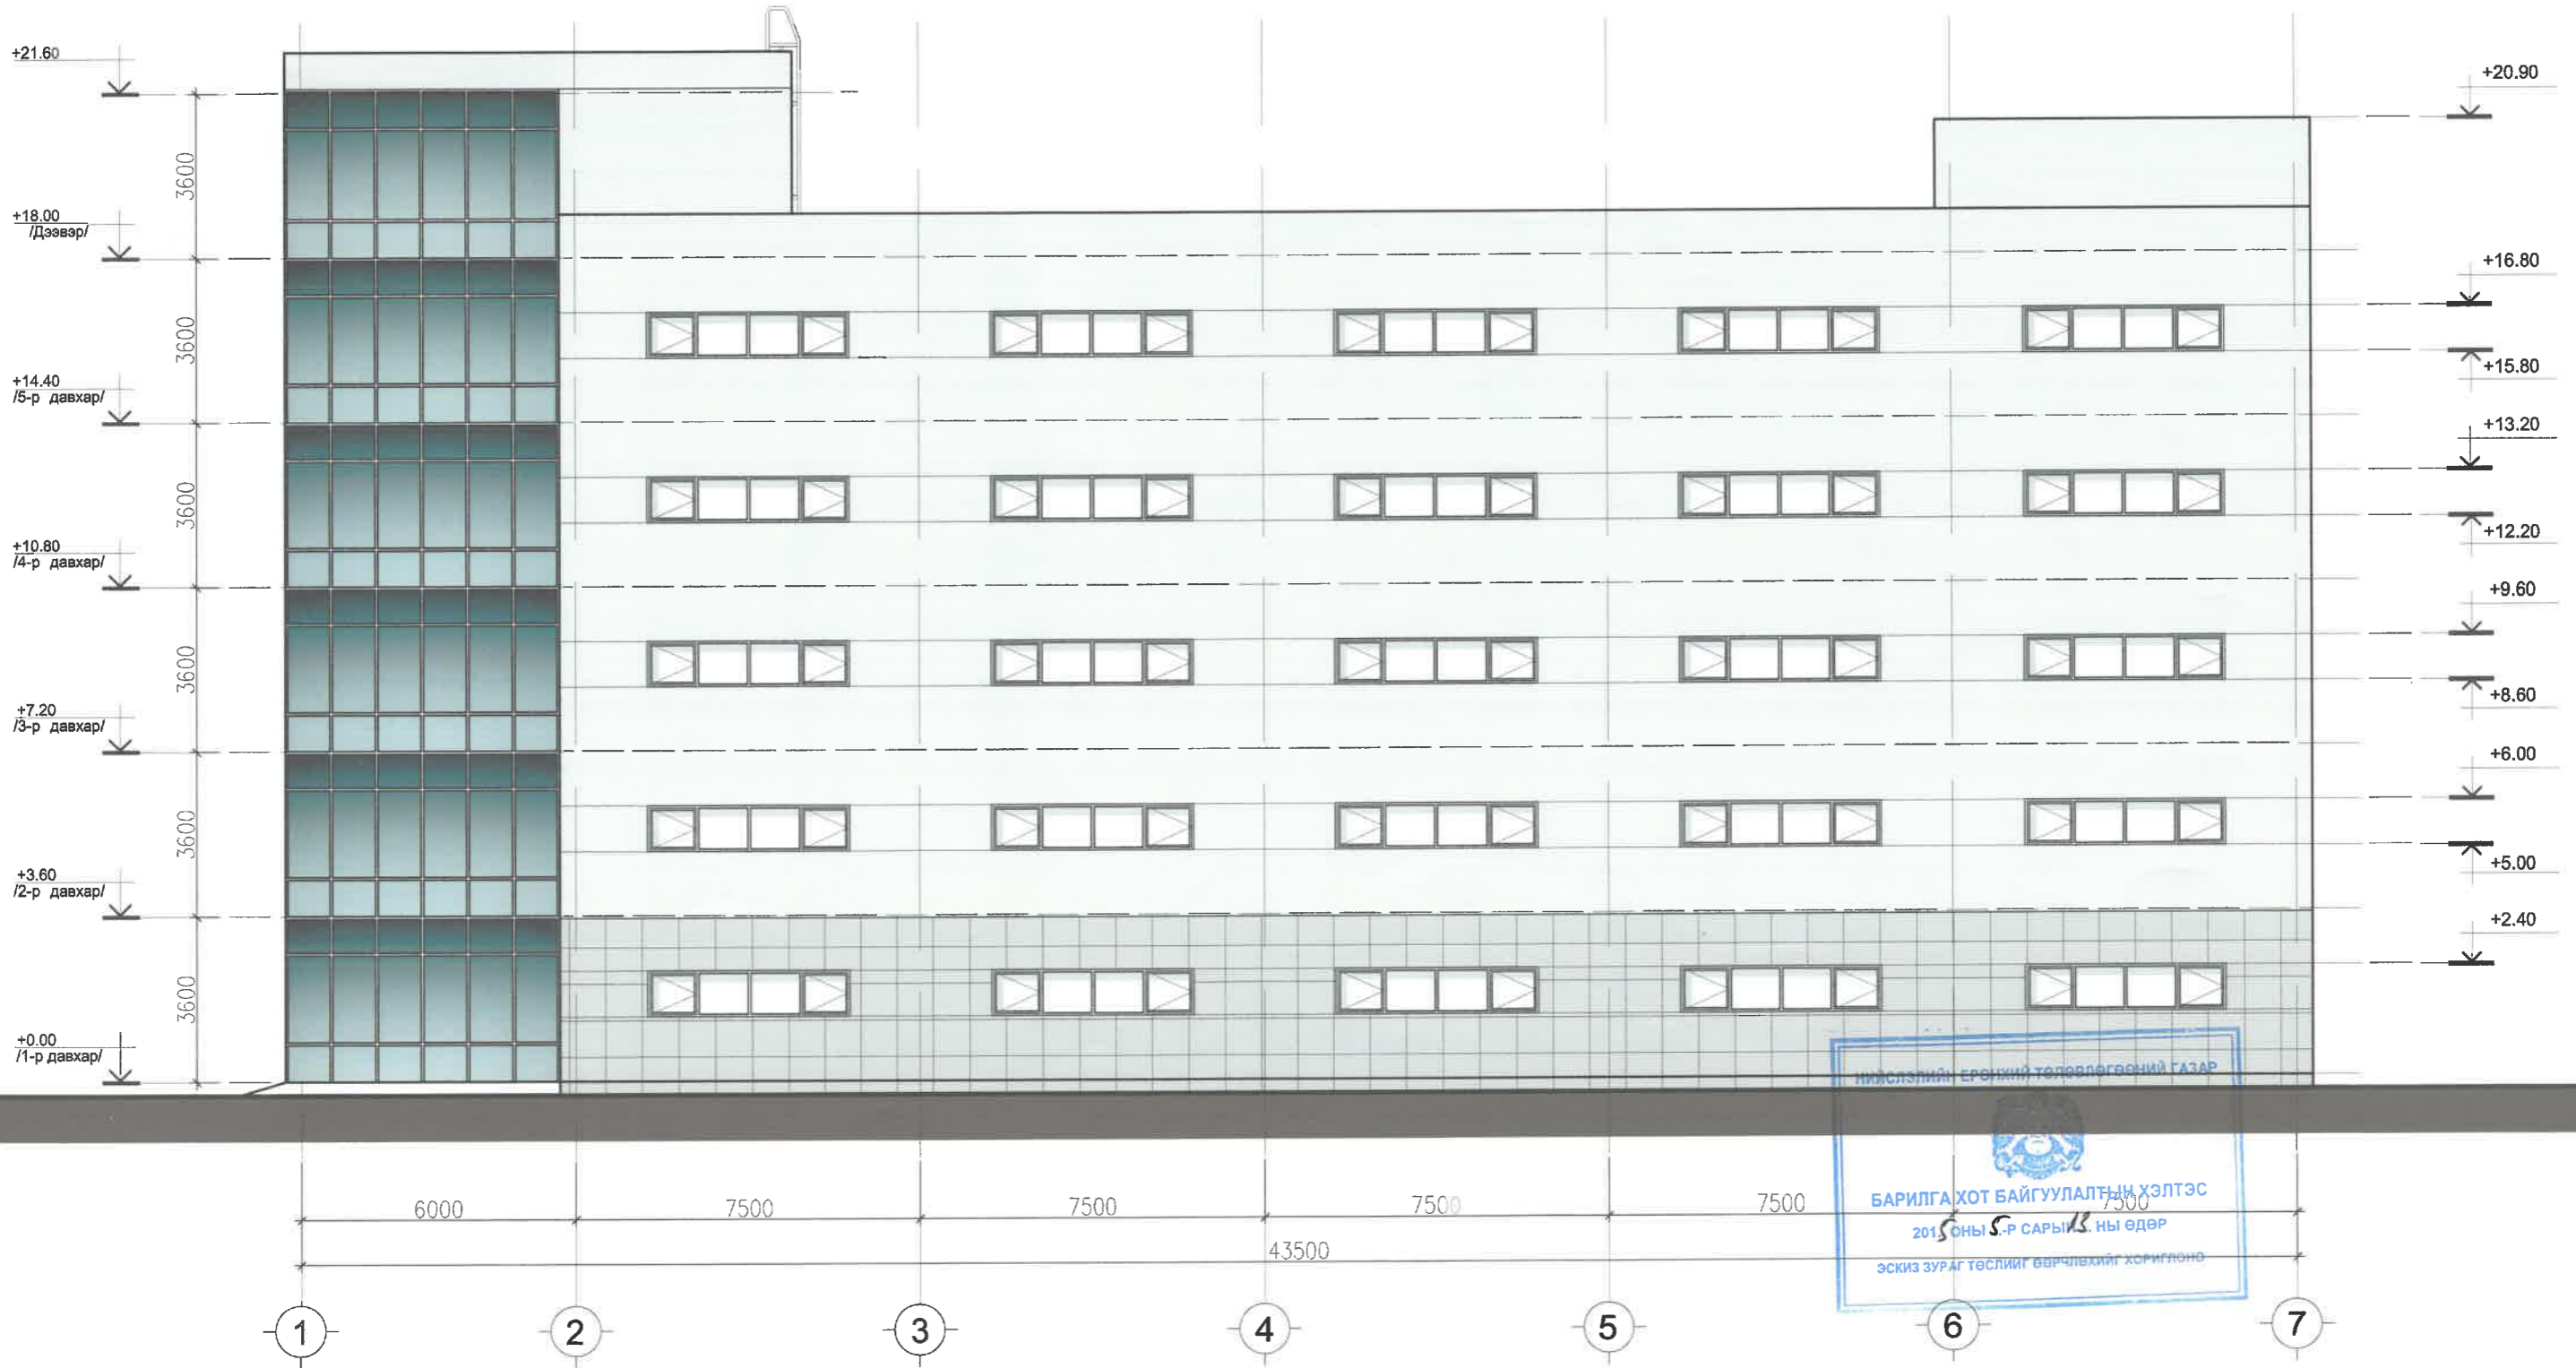 +21.60
+20.90
3600
+18.00
/Дээвэр/
+16.80
3600
+15.80
+14.40
/5-р давхар/
+13.20
3600
+12.20
+10.80
/4-р давхар/
+9.60
3600
+8.60
+7.20
/3-р давхар/
+6.00
3600
+5.00
+3.60
/2-р давхар/
+2.40
3600
+0.00
/1-р давхар/
НИЙСЛЭЛИЙН ЕРӨНХИЙ ТӨЛӨВЛӨГӨӨНИЙ ГАЗАР
БАРИЛГА ХОТ БАЙГУУЛАЛТЫН ХЭЛТЭС
2015 ОНЫ 5-Р САРЫН 13 НЫ ӨДӨР
ЭСКИЗ ЗУРАГ ТӨСЛИЙГ ӨӨРЧЛӨХИЙГ ХОРИГЛОНО
6000 7500 7500 7500 7500 7500
43500
1 2 3 4 5 6 7